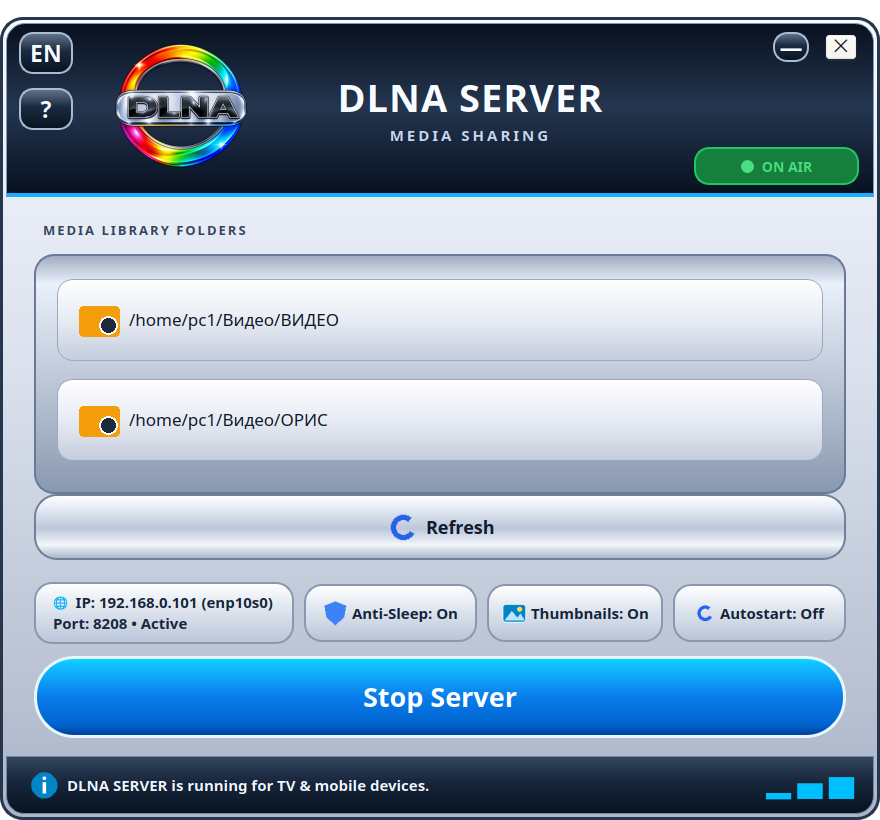 EN
?
DLNA
DLNA SERVER
MEDIA SHARING
ON AIR
MEDIA LIBRARY FOLDERS
/home/pc1/Видео/ВИДЕО
/home/pc1/Видео/ОРИС
Refresh
IP: 192.168.0.101 (enp10s0)
Port: 8208 • Active
Anti-Sleep: On
Thumbnails: On
Autostart: Off
Stop Server
DLNA SERVER is running for TV & mobile devices.